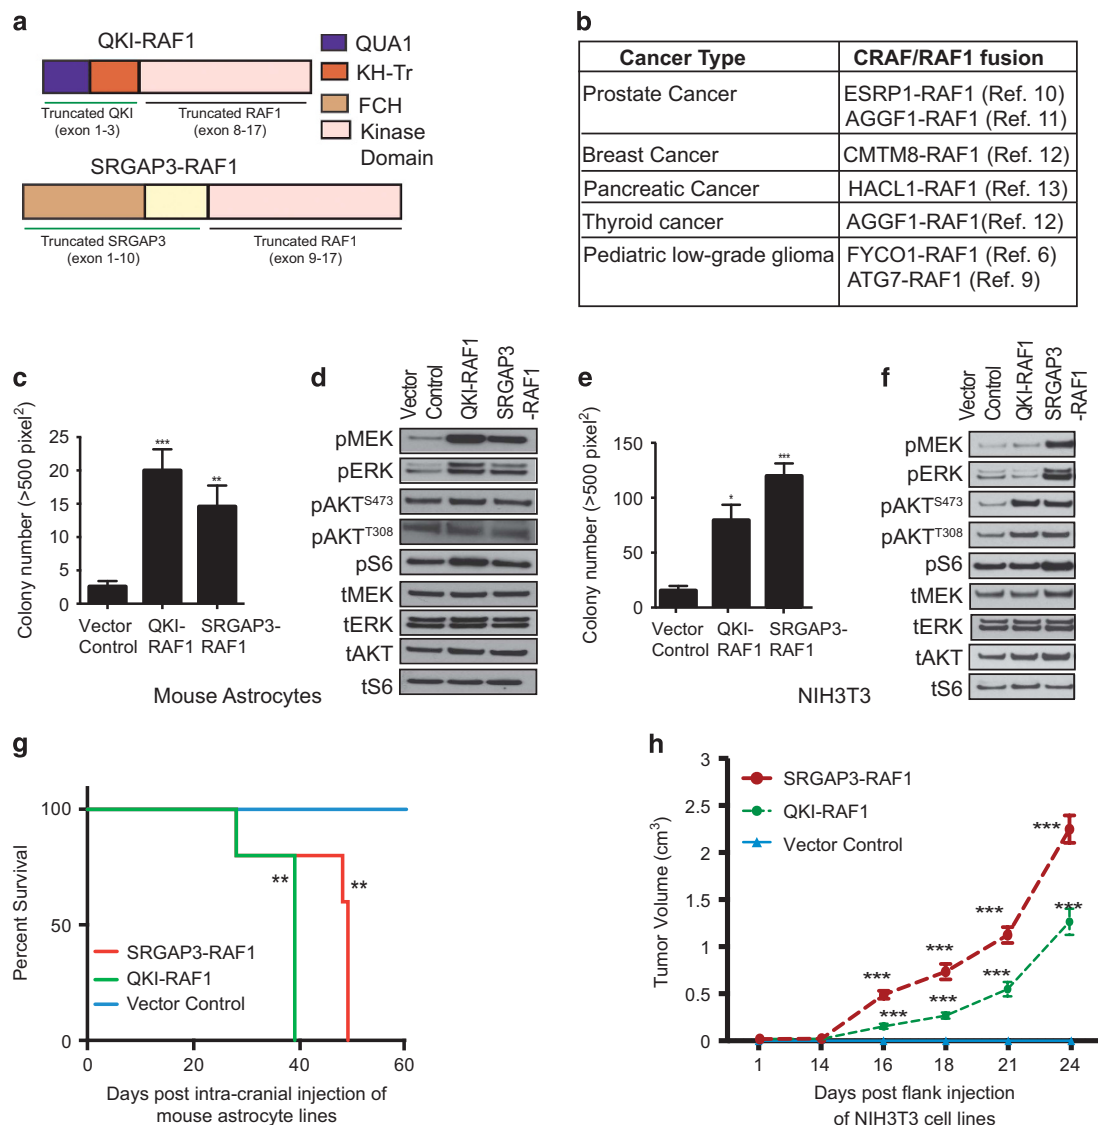 a
QKI-RAF1
QUA1
KH-Tr
FCH
Kinase
Domain
Truncated QKI
(exon 1-3)
Truncated RAF1
(exon 8-17)
SRGAP3-RAF1
Truncated SRGAP3
(exon 1-10)
Truncated RAF1
(exon 9-17)
b
Cancer Type CRAF/RAF1 fusion
Prostate Cancer ESRP1-RAF1 (Ref. 10)
AGGF1-RAF1 (Ref. 11)
Breast Cancer CMTM8-RAF1 (Ref. 12)
Pancreatic Cancer HACL1-RAF1 (Ref. 13)
Thyroid cancer AGGF1-RAF1(Ref. 12)
Pediatric low-grade glioma FYCO1-RAF1 (Ref. 6)
ATG7-RAF1 (Ref. 9)
c
Colony number (>500 pixel²)
25
20
15
10
5
0
***
**
Vector
Control
QKI-
RAF1
SRGAP3-
RAF1
d
Vector
Control
QKI-RAF1
SRGAP3
-RAF1
pMEK
pERK
pAKTS473
pAKTT308
pS6
tMEK
tERK
tAKT
tS6
Mouse Astrocytes
e
Colony number (>500 pixel²)
150
100
50
0
*
***
Vector
Control
QKI-
RAF1
SRGAP3-
RAF1
f
Vector
Control
QKI-RAF1
SRGAP3
-RAF1
pMEK
pERK
pAKTS473
pAKTT308
pS6
tMEK
tERK
tAKT
tS6
NIH3T3
g
Percent Survival
100
50
0
**
**
SRGAP3-RAF1
QKI-RAF1
Vector Control
0 20 40 60
Days post intra-cranial injection of
mouse astrocyte lines
h
Tumor Volume (cm³)
3
2.5
2
1.5
1
0.5
0
SRGAP3-RAF1
QKI-RAF1
Vector Control
***
***
***
***
***
***
***
***
1 14 16 18 21 24
Days post flank injection
of NIH3T3 cell lines